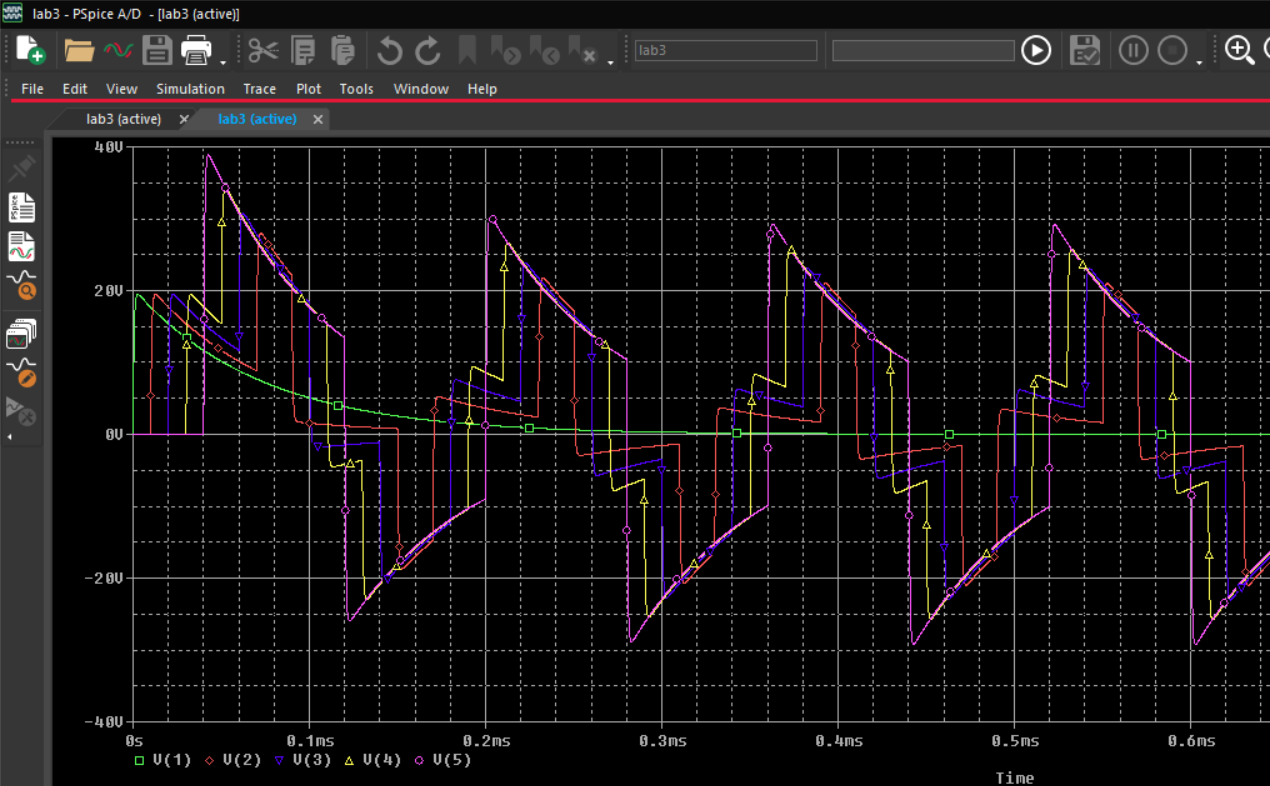 lab3 - PSpice A/D - [lab3 (active)]
lab3
File Edit View Simulation Trace Plot Tools Window Help
lab3 (active) lab3 (active)
PSpice
40V
20V
0V
-20V
-40V
0s 0.1ms 0.2ms 0.3ms 0.4ms 0.5ms 0.6ms
V(1) V(2) V(3) V(4) V(5)
Time